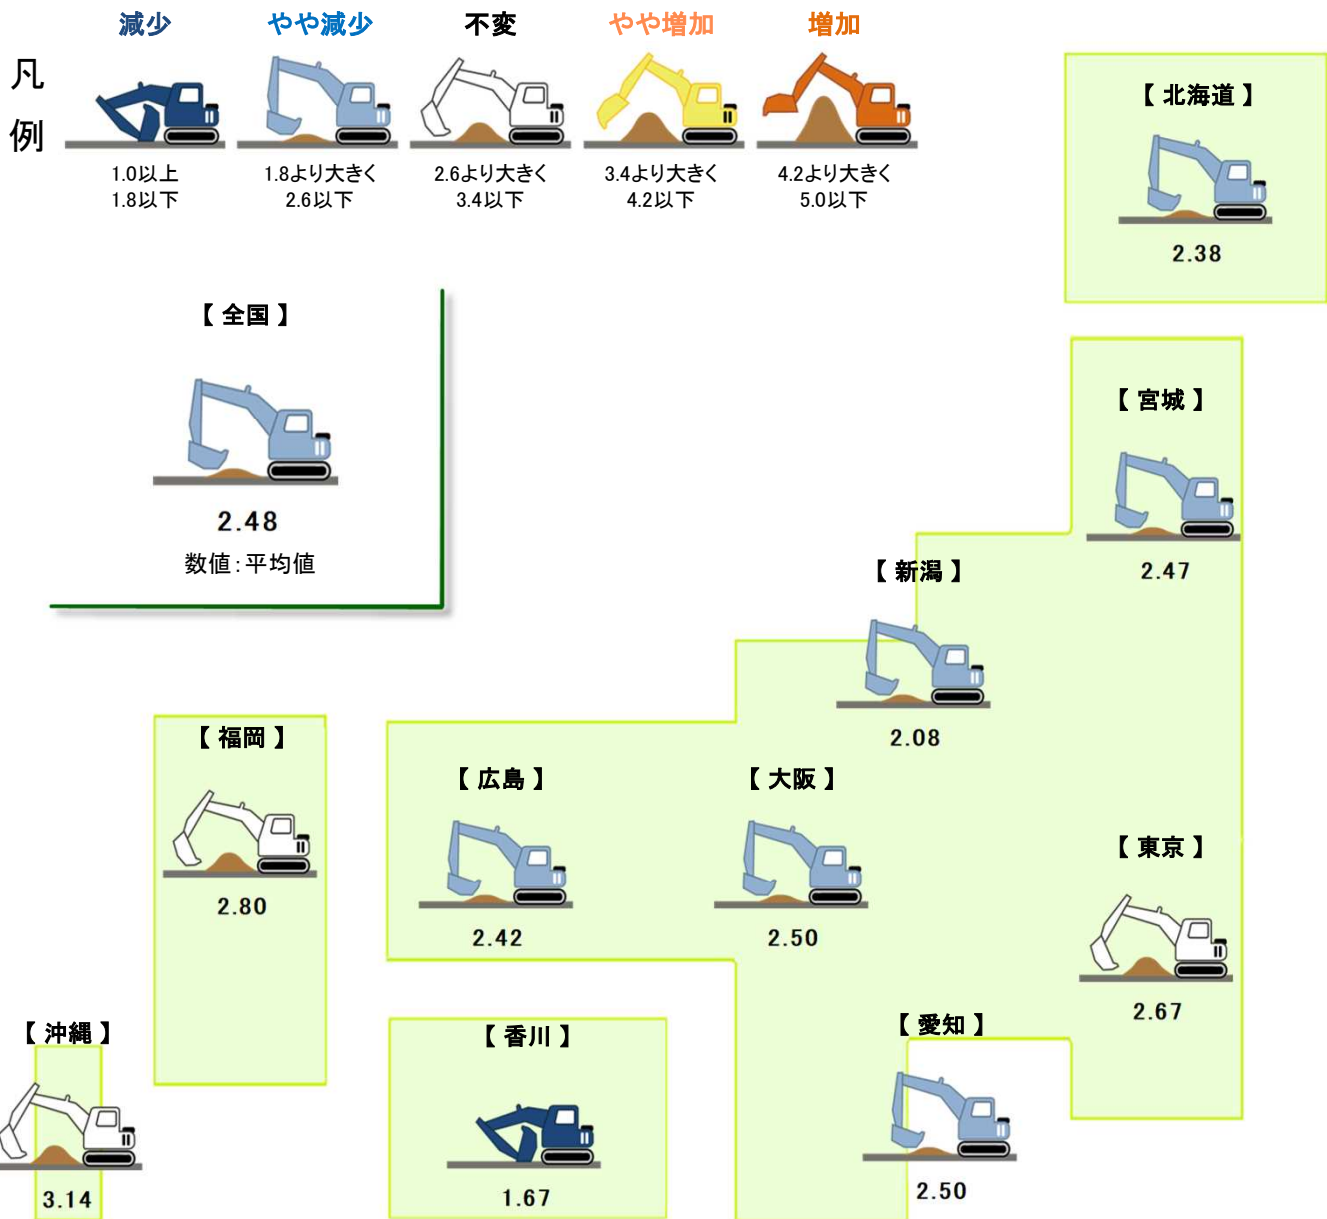 減少 やや減少 不変 やや増加 増加
凡
例
1.0以上 1.8より大きく 2.6より大きく 3.4より大きく 4.2より大きく
1.8以下 2.6以下 3.4以下 4.2以下 5.0以下
【 北海道 】
2.38
【 全国 】
2.48
数値：平均値
【 宮城 】
2.47
【 新潟 】
2.08
【 福岡 】
2.80
【 広島 】
2.42
【 大阪 】
2.50
【 東京 】
2.67
【 沖縄 】
3.14
【 香川 】
1.67
【 愛知 】
2.50